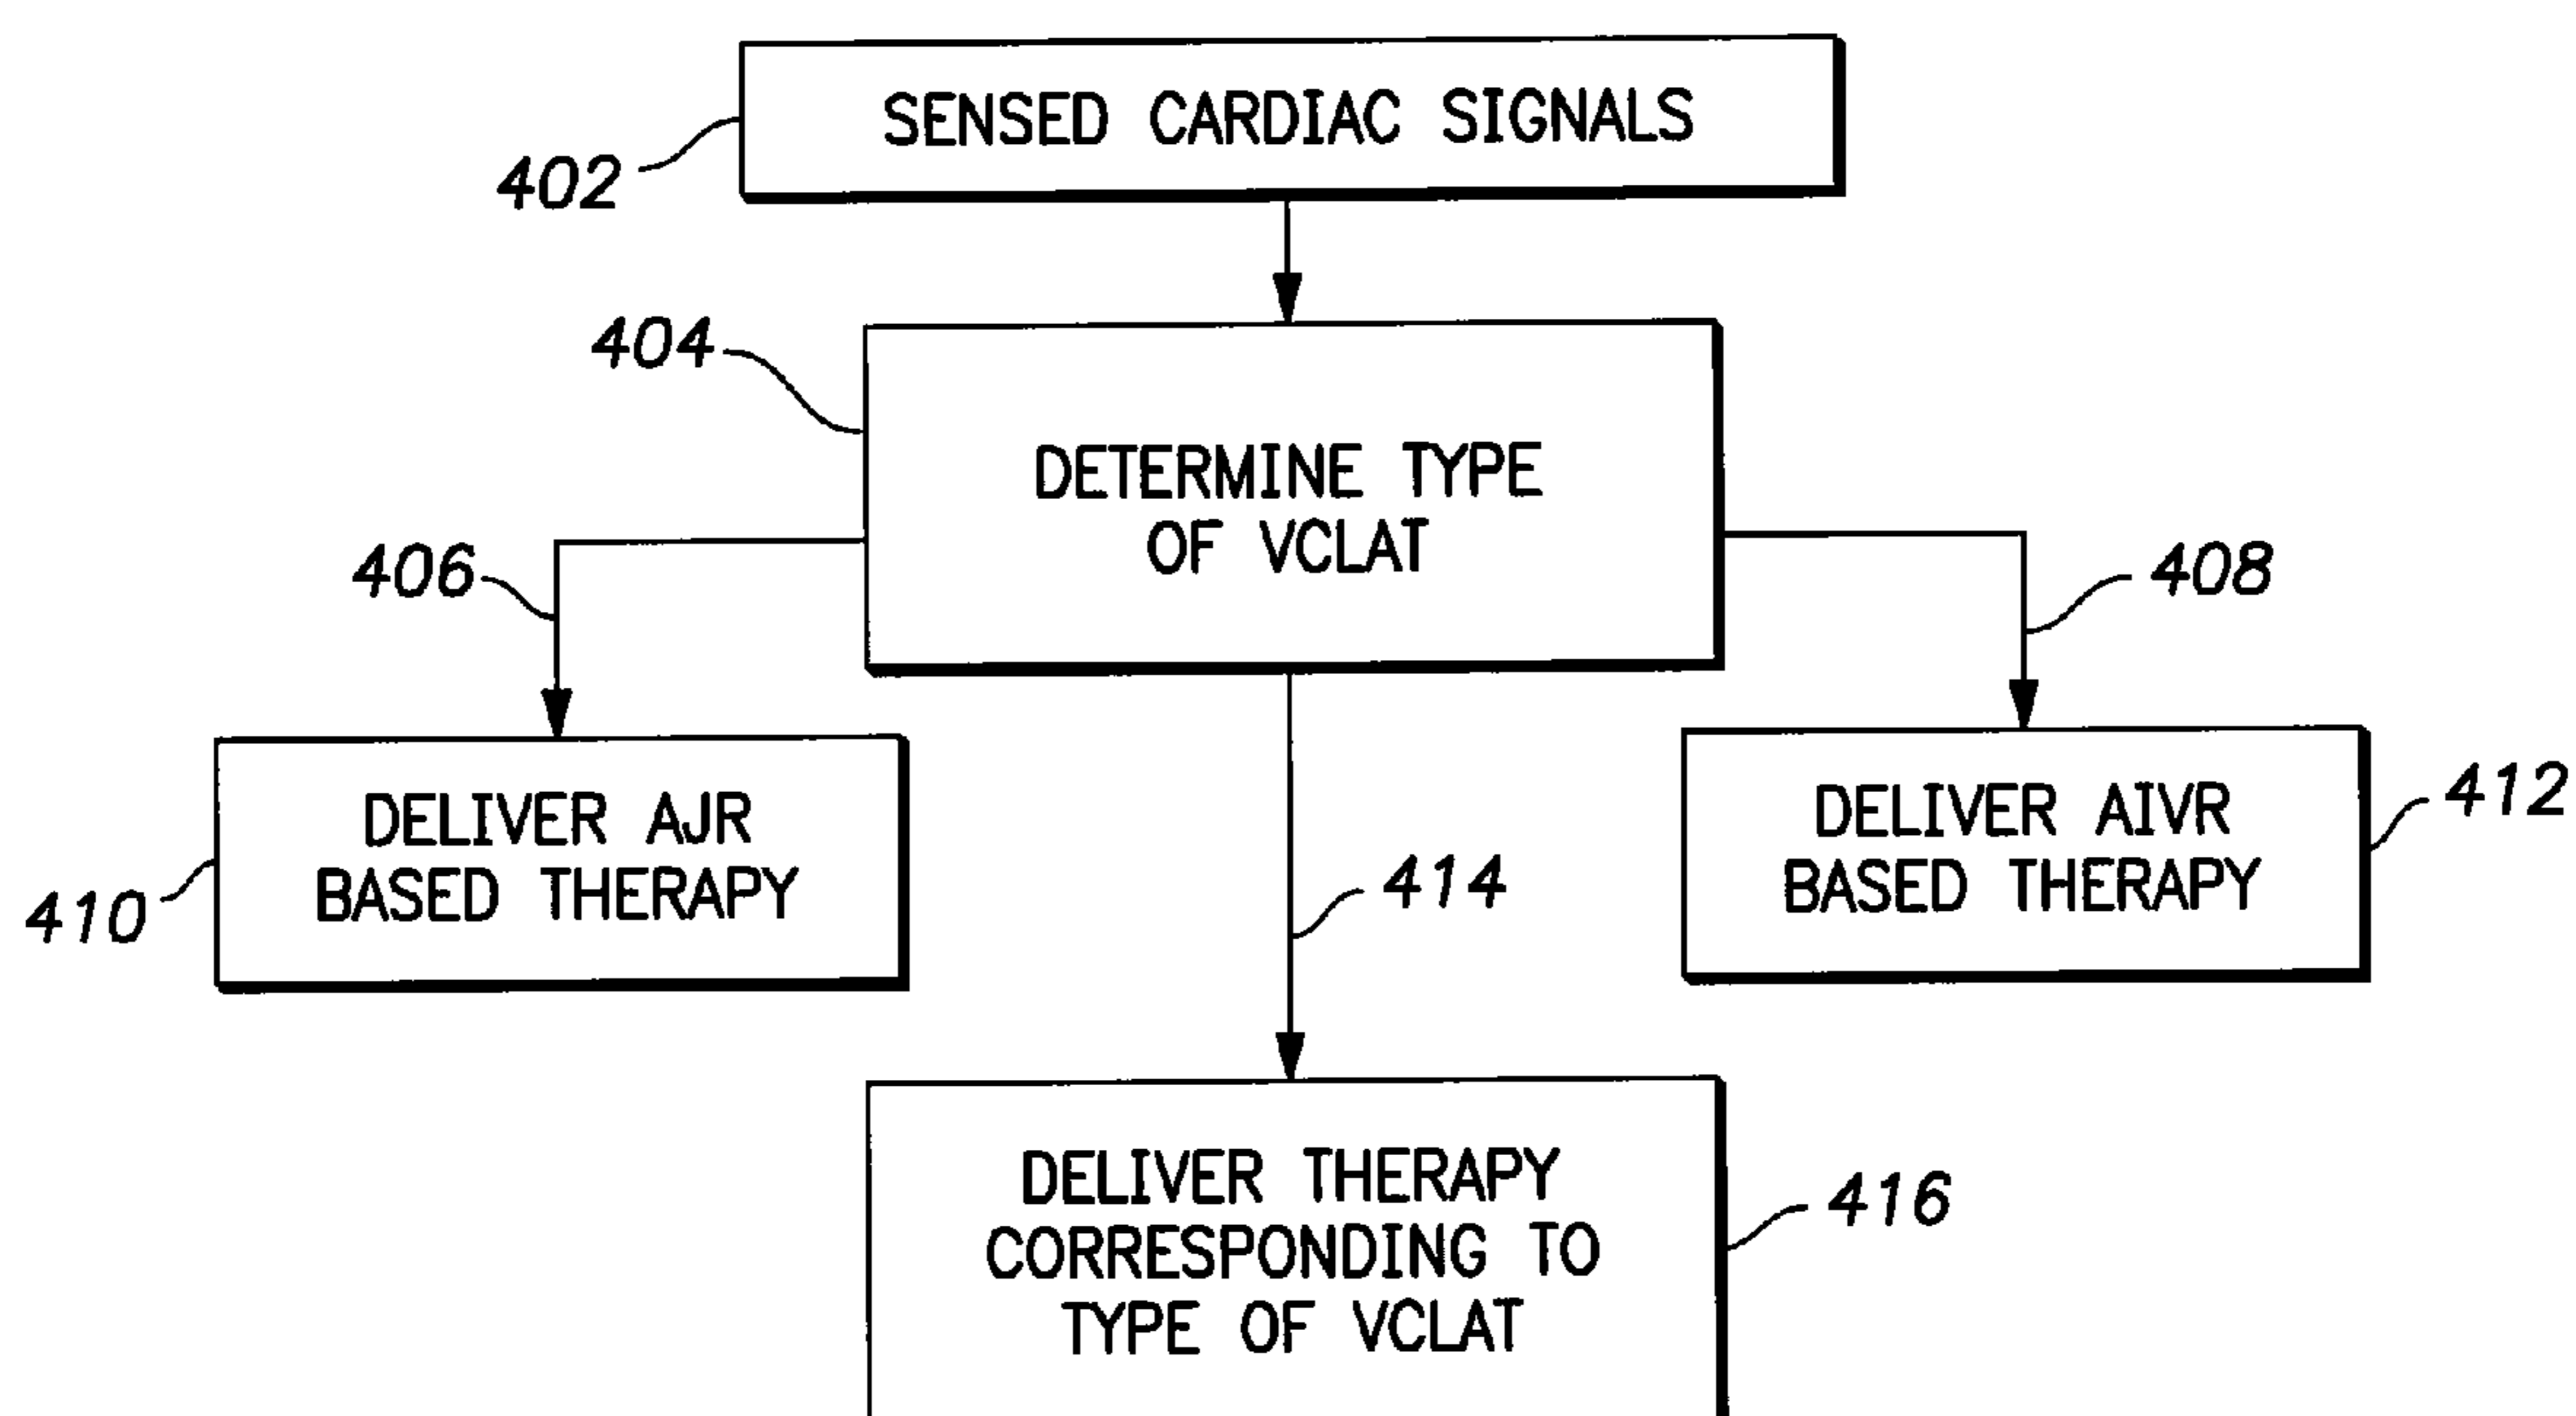 SENSED CARDIAC SIGNALS
402
404
DETERMINE TYPE
OF VCLAT
406
408
DELIVER AJR
BASED THERAPY
410
DELIVER AIVR
BASED THERAPY
412
414
DELIVER THERAPY
CORRESPONDING TO
TYPE OF VCLAT
416